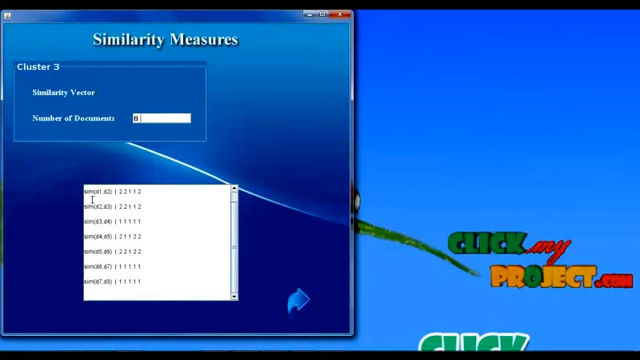 Similarity Measures
Cluster 3
Similarity Vector
Number of Documents 8
sim(d1,d2) | 2 2 1 1 2
sim(d2,d3) | 2 2 1 1 2
sim(d3,d4) | 1 1 1 1 1
sim(d4,d5) | 2 1 1 2 2
sim(d5,d6) | 2 1 1 2 2
sim(d6,d7) | 1 1 1 1 1
sim(d7,d8) | 1 1 1 1 1
CLICK my
PROJECT.com
CLICK